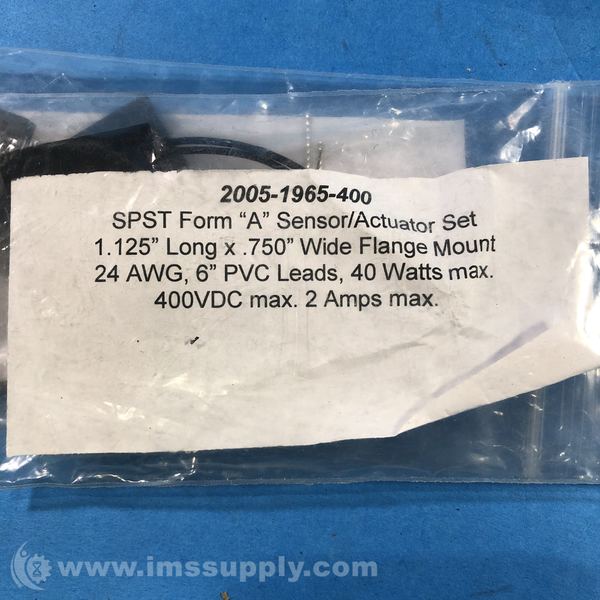 2005-1965-400
SPST Form “A” Sensor/Actuator Set
1.125” Long x .750” Wide Flange Mount
24 AWG, 6” PVC Leads, 40 Watts max.
400VDC max. 2 Amps max.
www.imssupply.com